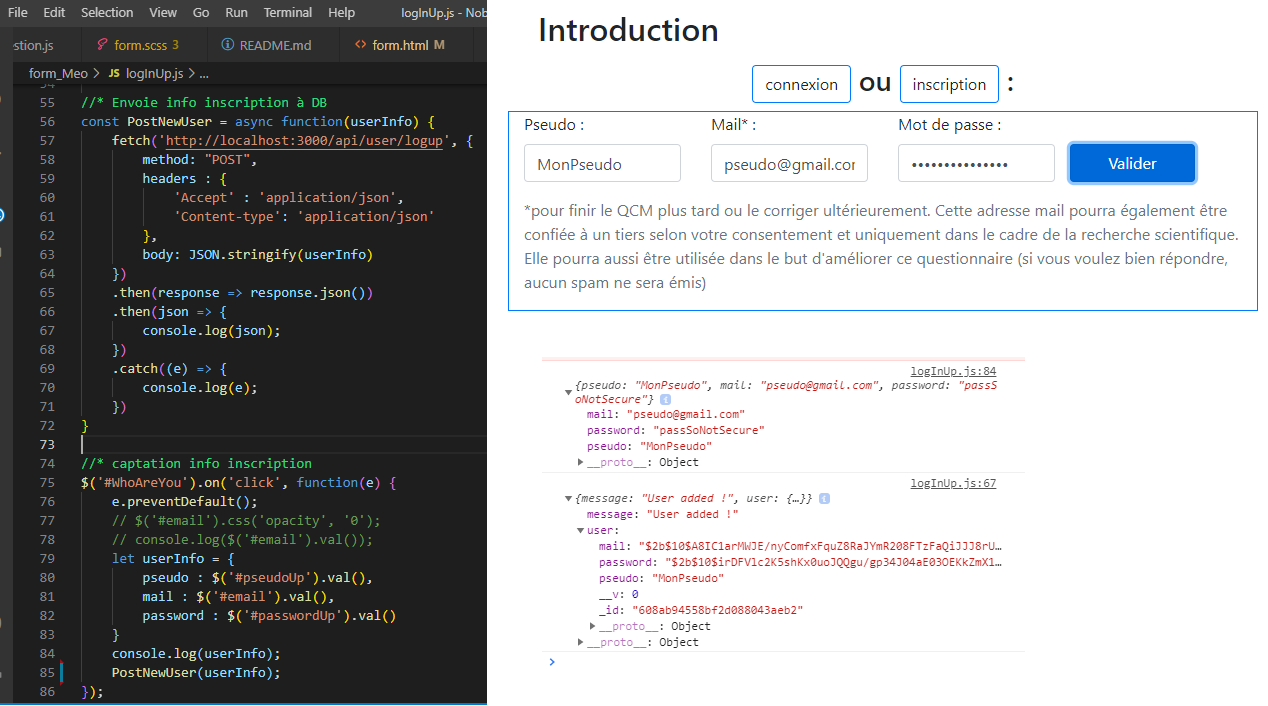 File Edit Selection View Go Run Terminal Help logInUp.js - Nob
estion.js form.scss 3 README.md form.html M
form_Meo > JS logInUp.js > ...
55 //* Envoie info inscription à DB
56 const PostNewUser = async function(userInfo) {
57 fetch('http://localhost:3000/api/user/logup', {
58 method: "POST",
59 headers : {
60 'Accept' : 'application/json',
61 'Content-type': 'application/json'
62 },
63 body: JSON.stringify(userInfo)
64 })
65 .then(response => response.json())
66 .then(json => {
67 console.log(json);
68 })
69 .catch((e) => {
70 console.log(e);
71 })
72 }
73
74 //* captation info inscription
75 $('#WhoAreYou').on('click', function(e) {
76 e.preventDefault();
77 // $('#email').css('opacity', '0');
78 // console.log($('#email').val());
79 let userInfo = {
80 pseudo : $('#pseudoUp').val(),
81 mail : $('#email').val(),
82 password : $('#passwordUp').val()
83 }
84 console.log(userInfo);
85 PostNewUser(userInfo);
86 });
Introduction
connexion ou inscription :
Pseudo : Mail* : Mot de passe :
MonPseudo pseudo@gmail.cor ••••••••••••••• Valider
*pour finir le QCM plus tard ou le corriger ultérieurement. Cette adresse mail pourra également être
confiée à un tiers selon votre consentement et uniquement dans le cadre de la recherche scientifique.
Elle pourra aussi être utilisée dans le but d'améliorer ce questionnaire (si vous voulez bien répondre,
aucun spam ne sera émis)
logInUp.js:84
{pseudo: "MonPseudo", mail: "pseudo@gmail.com", password: "passS
oNotSecure"}
mail: "pseudo@gmail.com"
password: "passSoNotSecure"
pseudo: "MonPseudo"
__proto__: Object
logInUp.js:67
{message: "User added !", user: {…}}
message: "User added !"
user:
mail: "$2b$10$A8IC1arMWJE/nyComfxFquZ8RaJYmR208FTzFaQiJJJ8rU…
password: "$2b$10$irDFVlc2K5shKx0uoJQQgu/gp34J04aE03OEKkZmX1…
pseudo: "MonPseudo"
__v: 0
_id: "608ab94558bf2d088043aeb2"
__proto__: Object
__proto__: Object